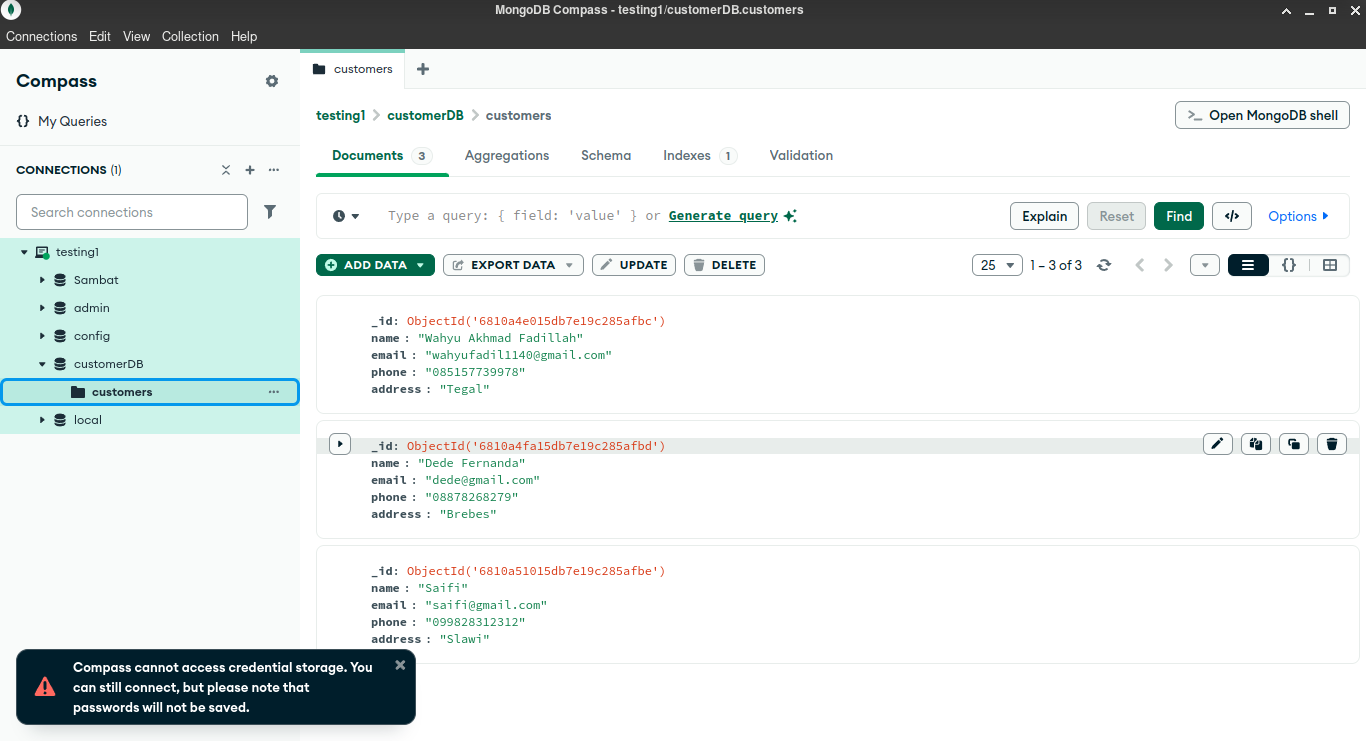 MongoDB Compass - testing1/customerDB.customers
Connections Edit View Collection Help
Compass
{} My Queries
CONNECTIONS (1)
Search connections
testing1
Sambat
admin
config
customerDB
customers
local
customers
testing1 > customerDB > customers
>_ Open MongoDB shell
Documents 3 Aggregations Schema Indexes 1 Validation
Type a query: { field: 'value' } or Generate query
Explain Reset Find </> Options
ADD DATA EXPORT DATA UPDATE DELETE
25 1 – 3 of 3 {}
_id: ObjectId('6810a4e015db7e19c285afbc')
name : "Wahyu Akhmad Fadillah"
email : "wahyufadil1140@gmail.com"
phone : "085157739978"
address : "Tegal"
_id: ObjectId('6810a4fa15db7e19c285afbd')
name : "Dede Fernanda"
email : "dede@gmail.com"
phone : "08878268279"
address : "Brebes"
_id: ObjectId('6810a51015db7e19c285afbe')
name : "Saifi"
email : "saifi@gmail.com"
phone : "099828312312"
address : "Slawi"
Compass cannot access credential storage. You
can still connect, but please note that
passwords will not be saved.